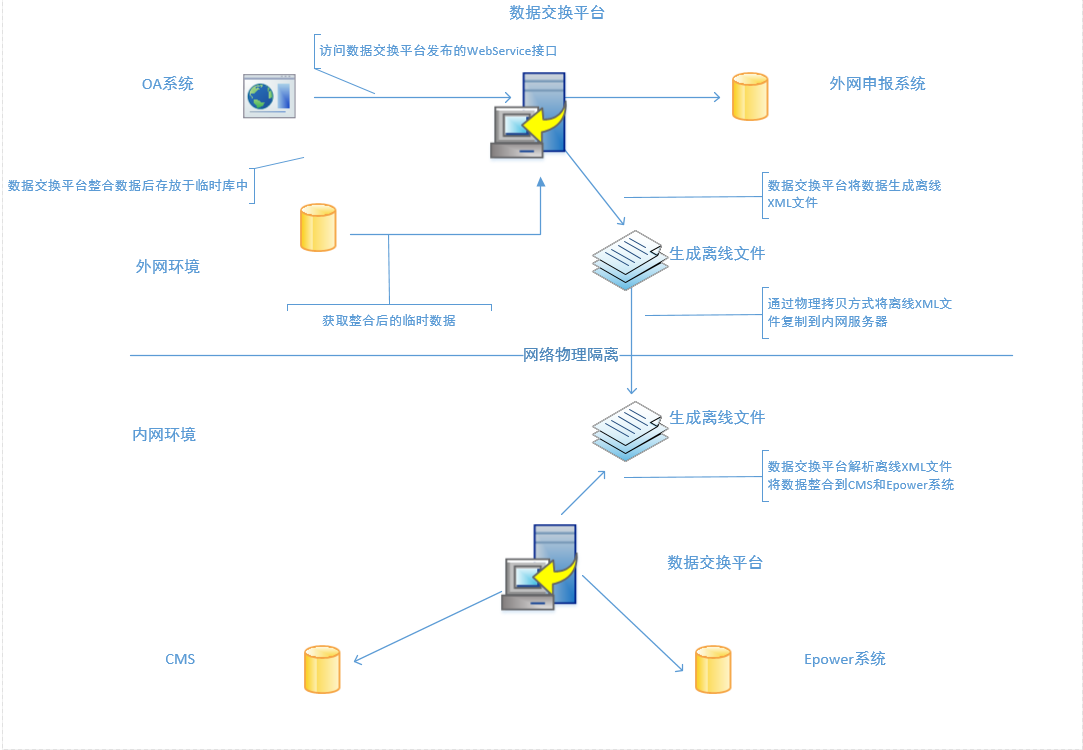 数据交换平台
访问数据交换平台发布的WebService接口
OA系统
外网申报系统
数据交换平台整合数据后存放于临时库中
数据交换平台将数据生成离线
XML文件
生成离线文件
外网环境
通过物理拷贝方式将离线XML文
件复制到内网服务器
获取整合后的临时数据
网络物理隔离
生成离线文件
内网环境
数据交换平台解析离线XML文件
将数据整合到CMS和Epower系统
数据交换平台
CMS
Epower系统